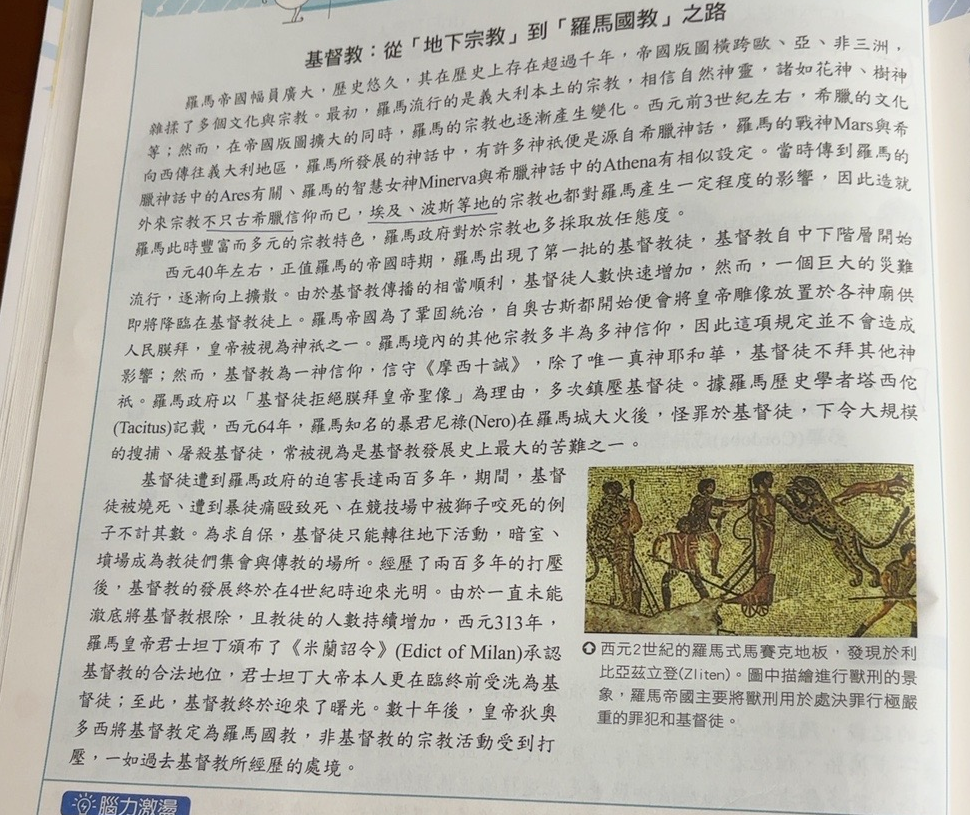 基督教：從「地下宗教」到「羅馬國教」之路
羅馬帝國幅員廣大，歷史悠久，其在歷史上存在超過千年，帝國版圖橫跨歐、亞、非三洲，
雜揉了多個文化與宗教。最初，羅馬流行的是義大利本土的宗教，相信自然神靈，諸如花神、樹神
等；然而，在帝國版圖擴大的同時，羅馬的宗教也逐漸產生變化。西元前3世紀左右，希臘的文化
向西傳往義大利地區，羅馬所發展的神話中，有許多神祇便是源自希臘神話，羅馬的戰神Mars與希
臘神話中的Ares有關、羅馬的智慧女神Minerva與希臘神話中的Athena有相似設定。當時傳到羅馬的
外來宗教不只古希臘信仰而已，埃及、波斯等地的宗教也都對羅馬產生一定程度的影響，因此造就
羅馬此時豐富而多元的宗教特色，羅馬政府對於宗教也多採取放任態度。
西元40年左右，正值羅馬的帝國時期，羅馬出現了第一批的基督教徒，基督教自中下階層開始
流行，逐漸向上擴散。由於基督教傳播的相當順利，基督徒人數快速增加，然而，一個巨大的災難
即將降臨在基督教徒上。羅馬帝國為了鞏固統治，自奧古斯都開始便會將皇帝雕像放置於各神廟供
人民膜拜，皇帝被視為神祇之一。羅馬境內的其他宗教多半為多神信仰，因此這項規定並不會造成
影響；然而，基督教為一神信仰，信守《摩西十誡》，除了唯一真神耶和華，基督徒不拜其他神
祇。羅馬政府以「基督徒拒絕膜拜皇帝聖像」為理由，多次鎮壓基督徒。據羅馬歷史學者塔西佗
(Tacitus)記載，西元64年，羅馬知名的暴君尼祿(Nero)在羅馬城大火後，怪罪於基督徒，下令大規模
的搜捕、屠殺基督徒，常被視為是基督教發展史上最大的苦難之一。
基督徒遭到羅馬政府的迫害長達兩百多年，期間，基督
徒被燒死、遭到暴徒痛毆致死、在競技場中被獅子咬死的例
子不計其數。為求自保，基督徒只能轉往地下活動，暗室、
墳場成為教徒們集會與傳教的場所。經歷了兩百多年的打壓
後，基督教的發展終於在4世紀時迎來光明。由於一直未能
澈底將基督教根除，且教徒的人數持續增加，西元313年，
羅馬皇帝君士坦丁頒布了《米蘭詔令》(Edict of Milan)承認
基督教的合法地位，君士坦丁大帝本人更在臨終前受洗為基
督徒；至此，基督教終於迎來了曙光。數十年後，皇帝狄奧
多西將基督教定為羅馬國教，非基督教的宗教活動受到打
壓，一如過去基督教所經歷的處境。
西元2世紀的羅馬式馬賽克地板，發現於利
比亞茲立登(Zliten)。圖中描繪進行獸刑的景
象，羅馬帝國主要將獸刑用於處決罪行極嚴
重的罪犯和基督徒。
腦力激盪